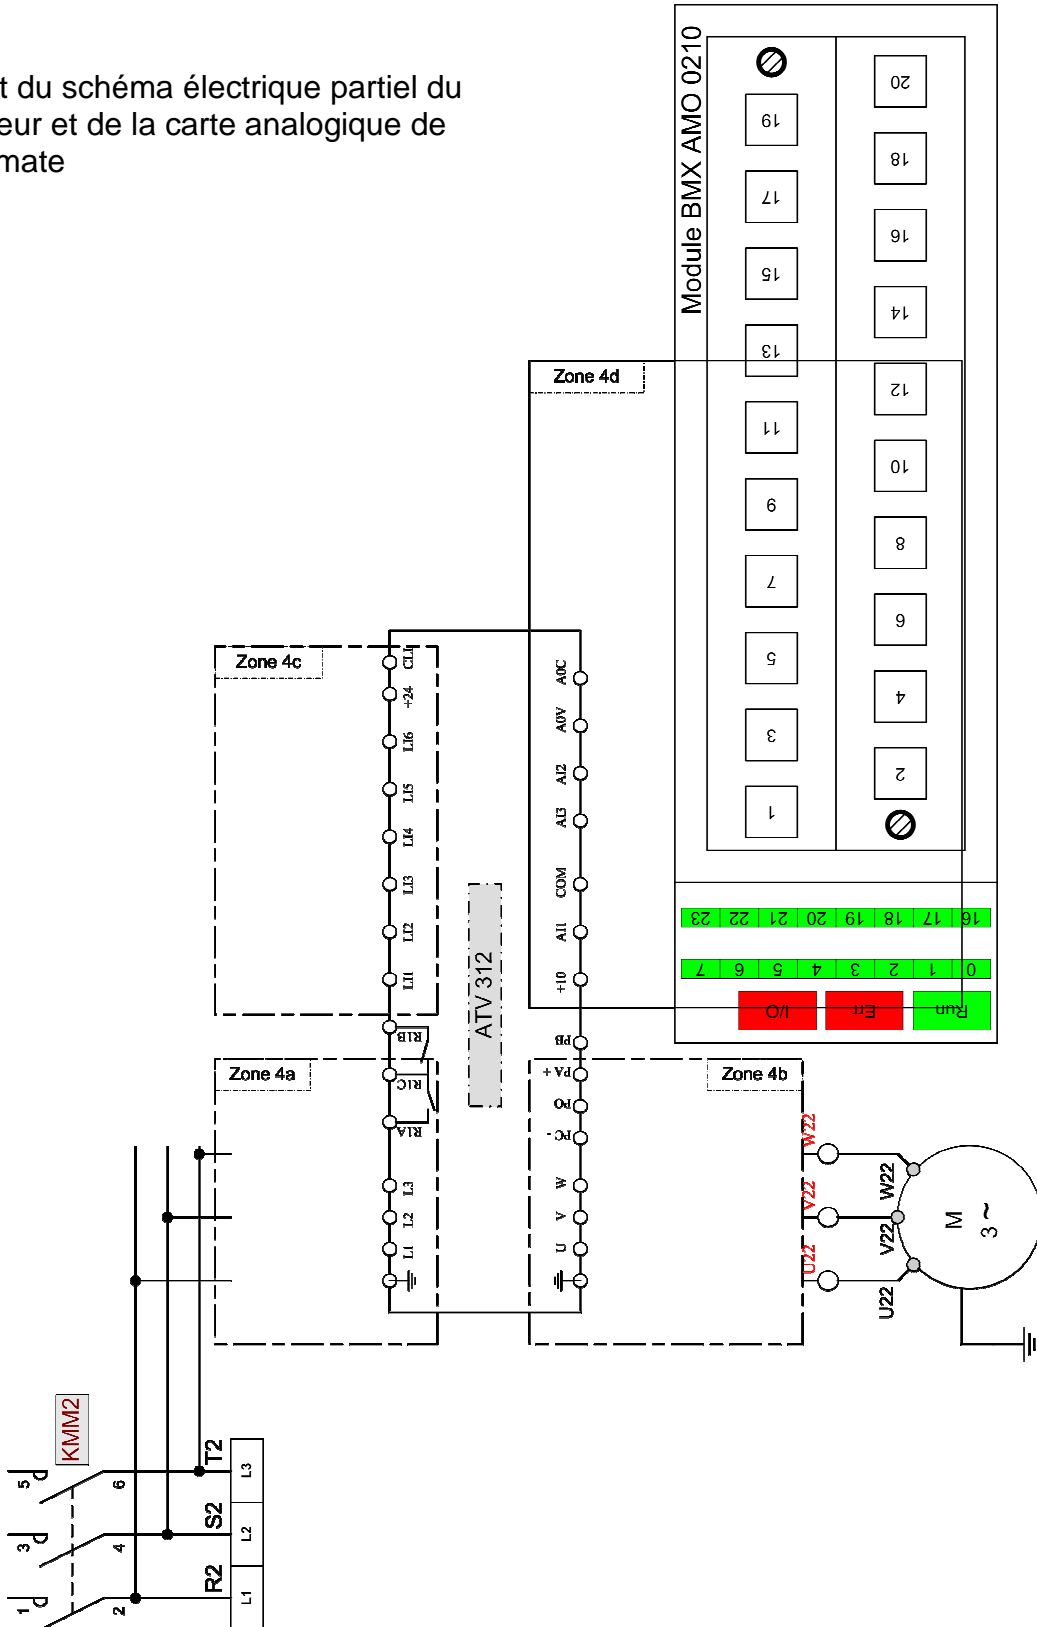 t du schéma électrique partiel du
eur et de la carte analogique de
mate
Module BMX AMO 0210
19
17
15
13
11
9
7
5
3
1
20
18
16
14
12
10
8
6
4
2
23 22 21 20 19 18 17 16
7 6 5 4 3 2 1 0
I/O Err Run
Zone 4d
Zone 4c
CLI
+24
LI6
LI5
LI4
LI3
LI2
LI1
R1B
R1C
R1A
L3
L2
L1
A0C
A0V
AI2
AI3
COM
AI1
+10
PB
PA +
PO
PC -
W
V
U
ATV 312
Zone 4a
Zone 4b
W22
V22
U22
W22
V22
U22
M
3 ~
KMM2
5
6
T2
L3
3
4
S2
L2
1
2
R2
L1